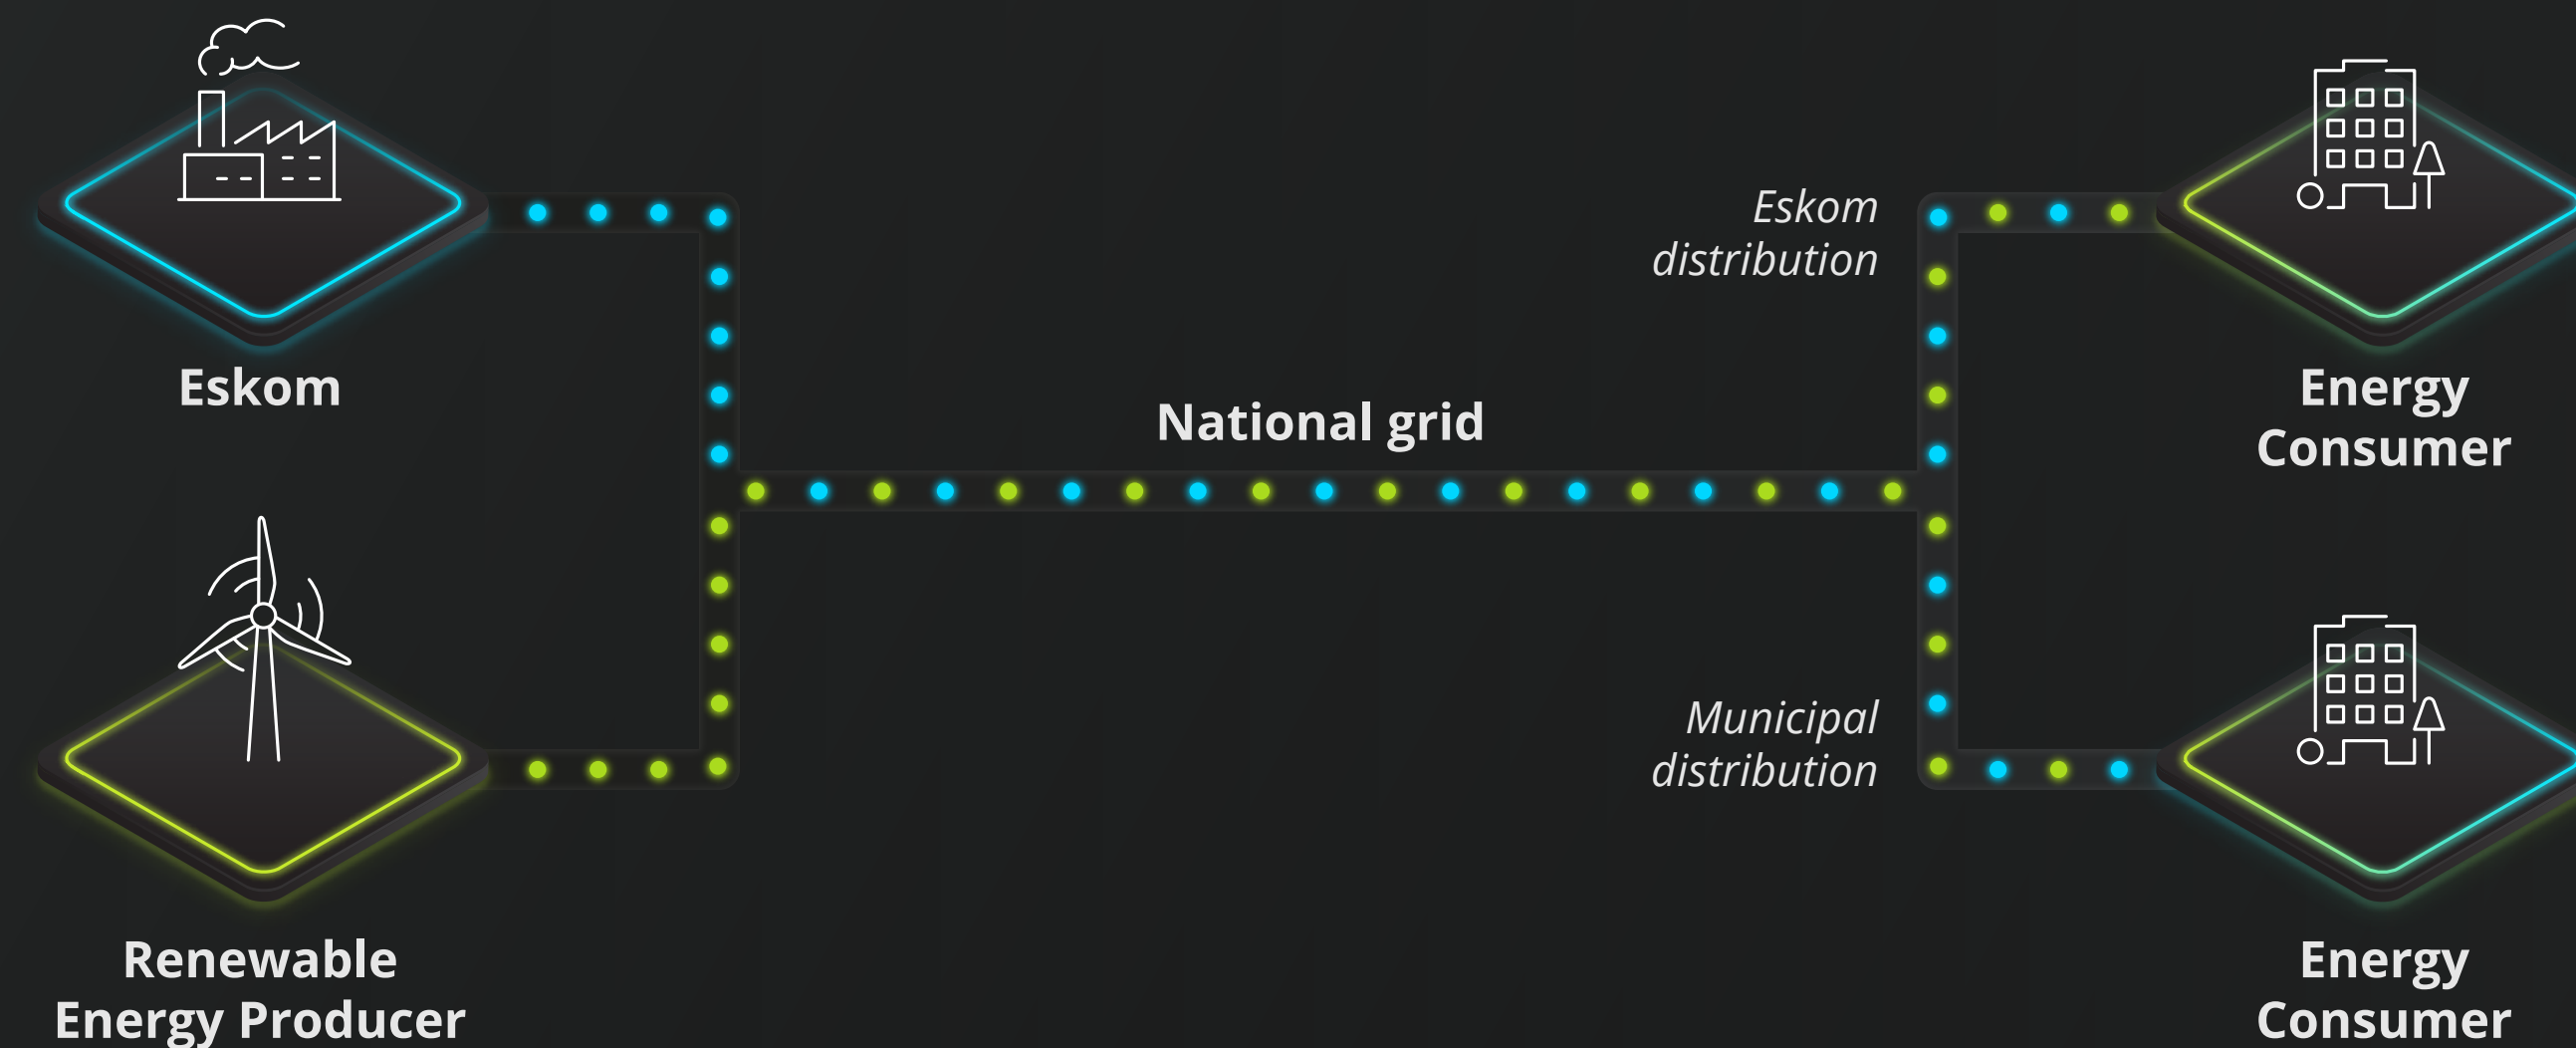 Eskom
Renewable
Energy Producer
National grid
Eskom
distribution
Municipal
distribution
Energy
Consumer
Energy
Consumer